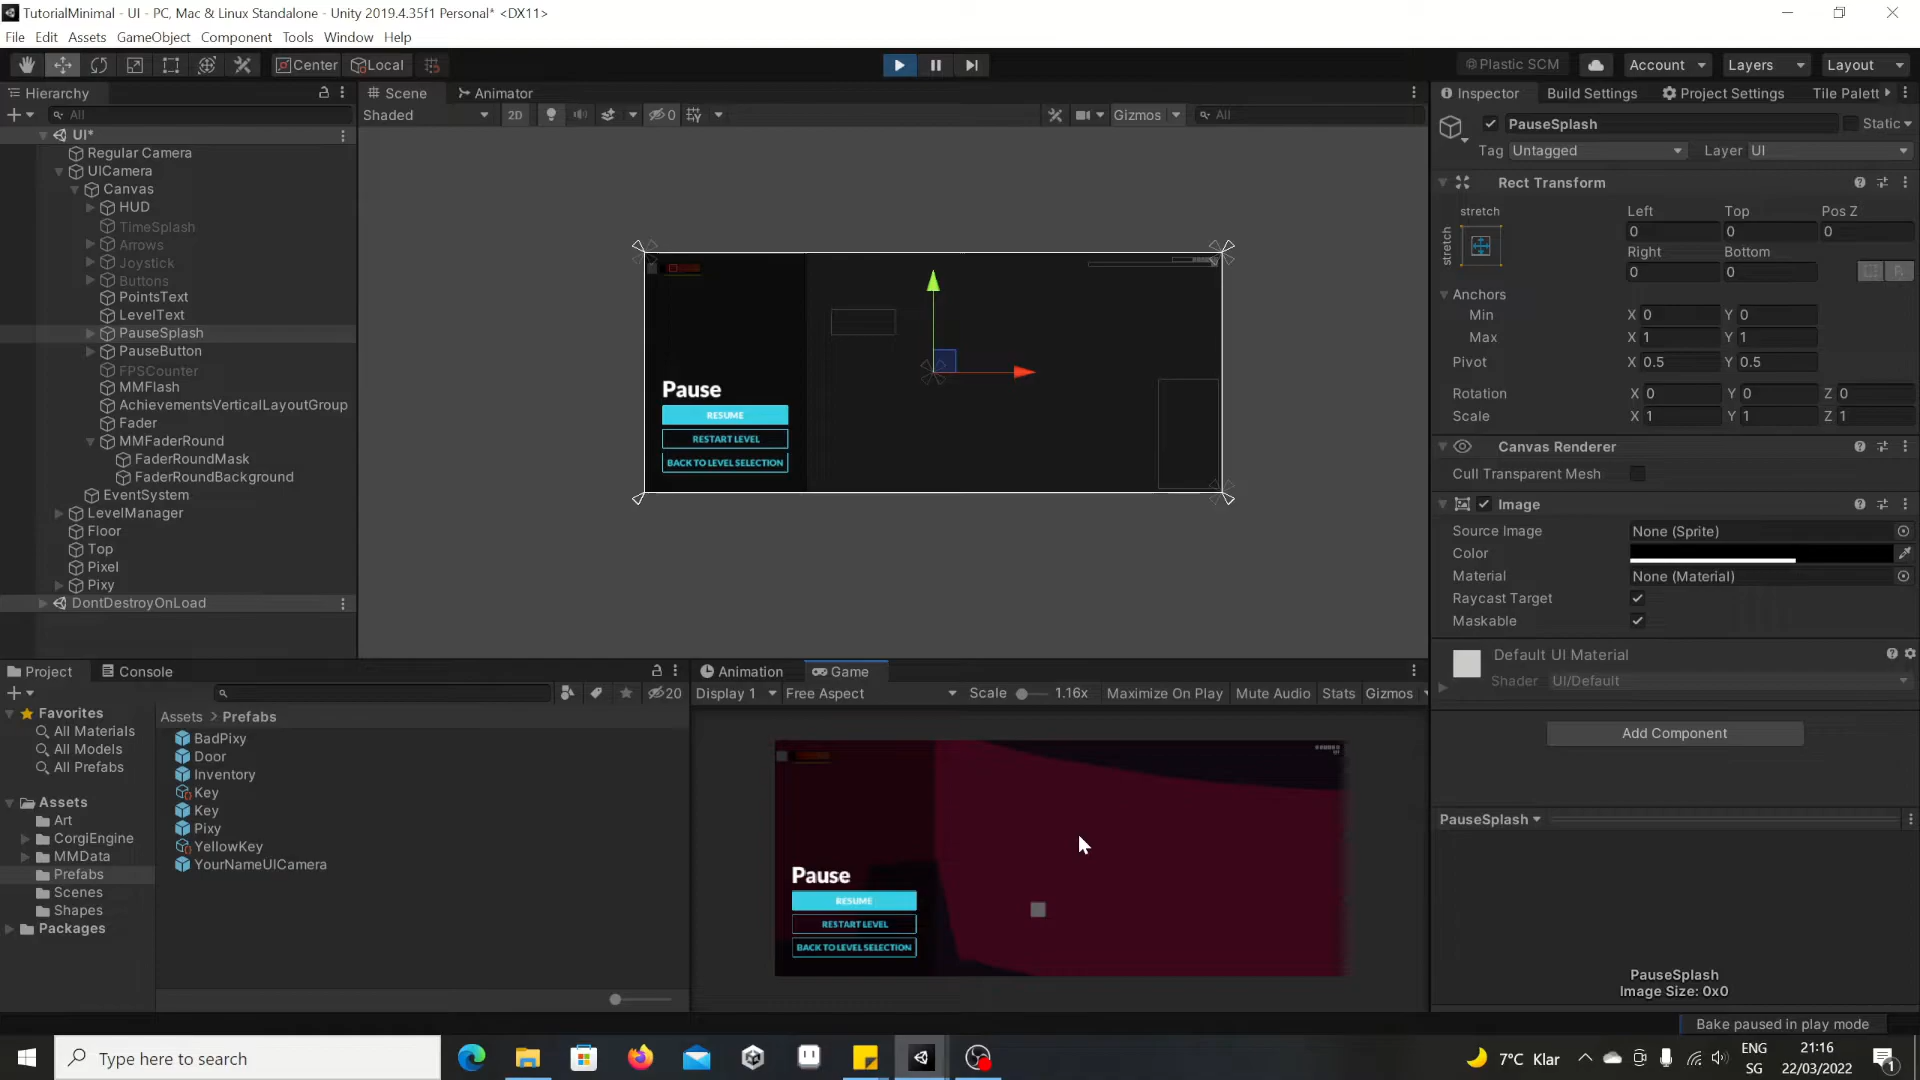 TutorialMinimal - UI - PC, Mac & Linux Standalone - Unity 2019.4.35f1 Personal* <DX11>
File Edit Assets GameObject Component Tools Window Help
Center Local
Plastic SCM Account Layers Layout
Hierarchy
All
UI*
Regular Camera
UICamera
Canvas
HUD
TimeSplash
Arrows
Joystick
Buttons
PointsText
LevelText
PauseSplash
PauseButton
FPSCounter
MMFlash
AchievementsVerticalLayoutGroup
Fader
MMFaderRound
FaderRoundMask
FaderRoundBackground
EventSystem
LevelManager
Floor
Top
Pixel
Pixy
DontDestroyOnLoad
Scene Animator
Shaded 2D 0 Gizmos All
Pause
RESUME
RESTART LEVEL
BACK TO LEVEL SELECTION
Inspector Build Settings Project Settings Tile Palett
PauseSplash Static
Tag Untagged Layer UI
Rect Transform
stretch Left Top Pos Z
stretch 0 0 0
Right Bottom
0 0 R
Anchors
Min X 0 Y 0
Max X 1 Y 1
Pivot X 0.5 Y 0.5
Rotation X 0 Y 0 Z 0
Scale X 1 Y 1 Z 1
Canvas Renderer
Cull Transparent Mesh
Image
Source Image None (Sprite)
Color
Material None (Material)
Raycast Target
Maskable
Default UI Material
Shader UI/Default
Add Component
PauseSplash
PauseSplash
Image Size: 0x0
Project Console
20
Favorites
All Materials
All Models
All Prefabs
Assets
Art
CorgiEngine
MMData
Prefabs
Scenes
Shapes
Packages
Assets > Prefabs
BadPixy
Door
Inventory
Key
Key
Pixy
YellowKey
YourNameUICamera
Animation Game
Display 1 Free Aspect Scale 1.16x Maximize On Play Mute Audio Stats Gizmos
Pause
RESUME
RESTART LEVEL
BACK TO LEVEL SELECTION
Bake paused in play mode
Type here to search
7°C Klar
ENG
SG
21:16
22/03/2022
1